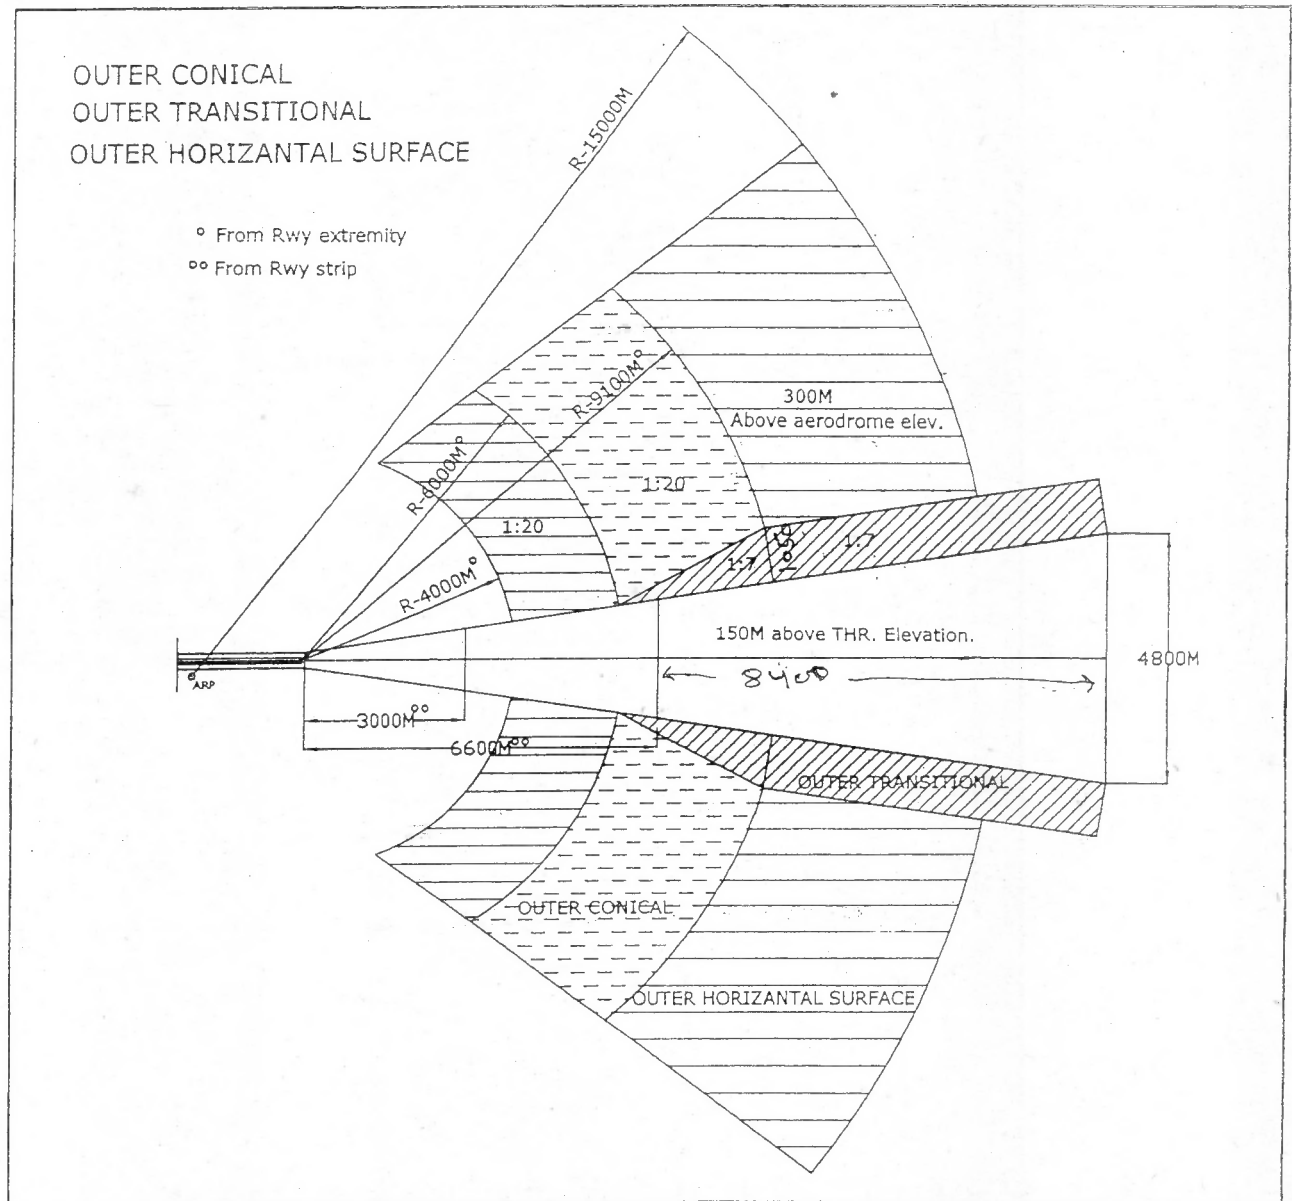 OUTER CONICAL
OUTER TRANSITIONAL
OUTER HORIZANTAL SURFACE
° From Rwy extremity
°° From Rwy strip
R-15000M
R-9100M°
R-6000M°
R-4000M°
300M
Above aerodrome elev.
1:20
1:20
1:7
1050
1:7
150M above THR. Elevation.
4800M
8400
ARP
3000M°°
6600M°°
OUTER TRANSITIONAL
OUTER CONICAL
OUTER HORIZANTAL SURFACE